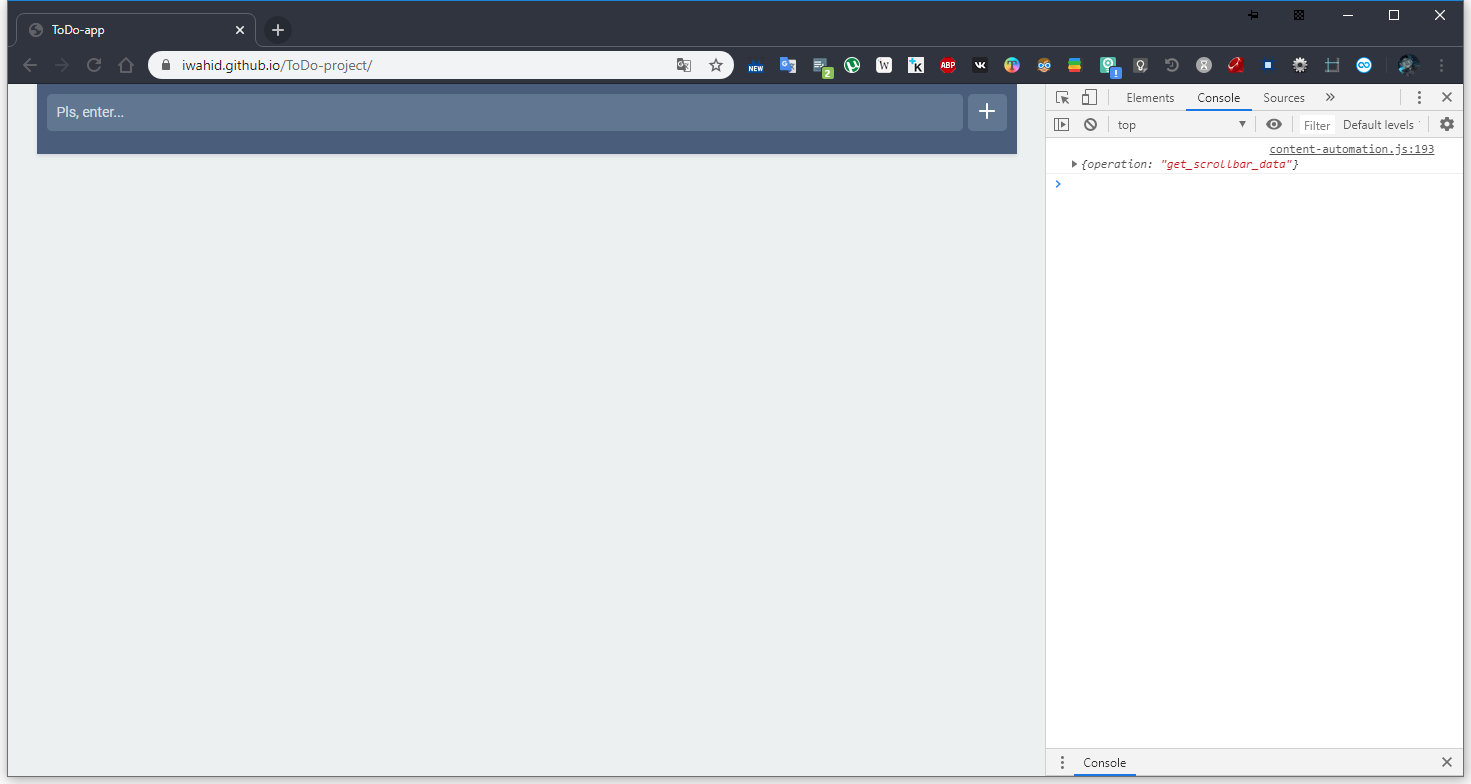 ToDo-app
iwahid.github.io/ToDo-project/
NEW
2
W
K
ABP
Pls, enter...
Elements Console Sources
top Filter Default levels
content-automation.js:193
{operation: "get_scrollbar_data"}
Console